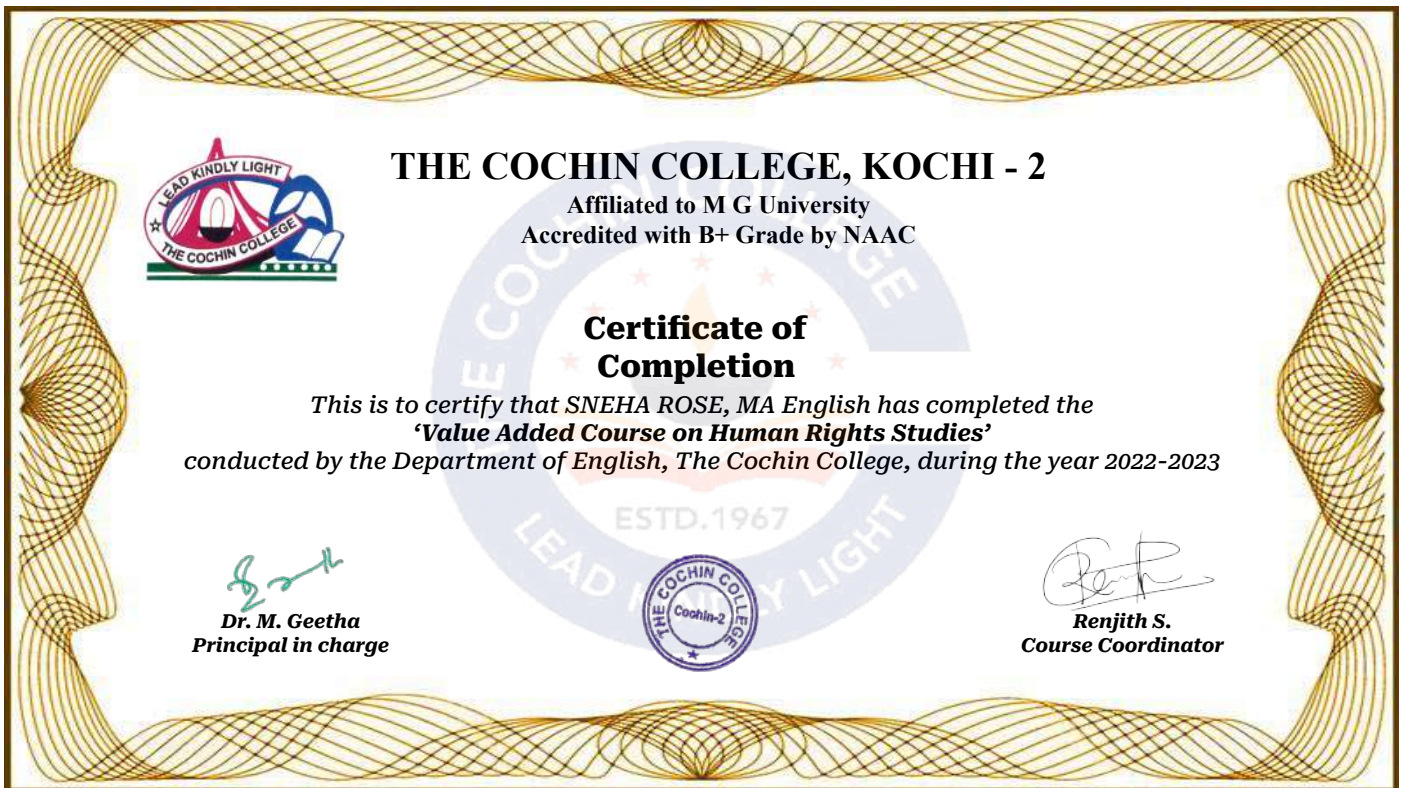 LEAD KINDLY LIGHT
THE COCHIN COLLEGE
THE COCHIN COLLEGE, KOCHI - 2
Affiliated to M G University
Accredited with B+ Grade by NAAC
THE COCHIN COLLEGE
Certificate of
Completion
This is to certify that SNEHA ROSE, MA English has completed the
‘Value Added Course on Human Rights Studies’
conducted by the Department of English, The Cochin College, during the year 2022-2023
ESTD.1967
LEAD KINDLY LIGHT
THE COCHIN COLLEGE
Cochin-2
Dr. M. Geetha
Principal in charge
Renjith S.
Course Coordinator